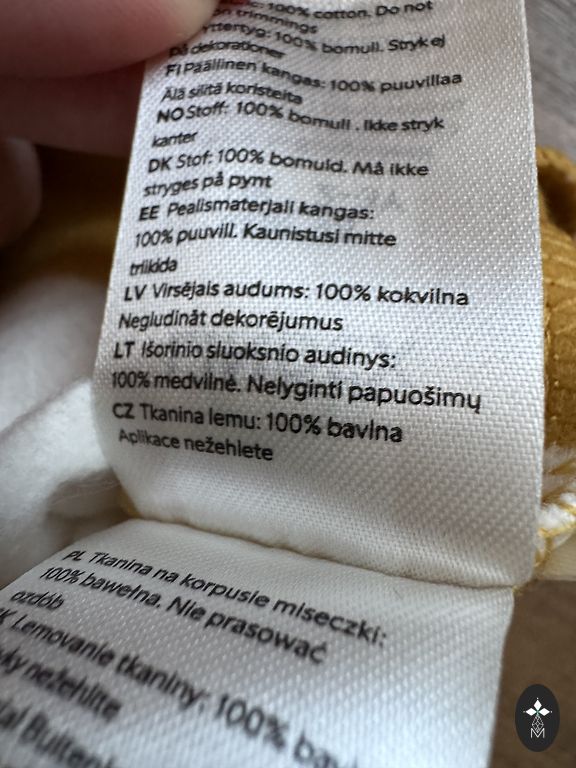 100% cotton. Do not
trimmings
100% bomull. Stryk ej
på dekorationer
FI Päällinen kangas: 100% puuvillaa
Älä silitä koristeita
NO Stoff: 100% bomull . Ikke stryk
kanter
DK Stof: 100% bomuld. Må ikke
stryges på pynt
EE Pealismaterjali kangas:
100% puuvill. Kaunistusi mitte
triikida
LV Virsējais audums: 100% kokvilna
Negludināt dekorējumus
LT Išorinio sluoksnio audinys:
100% medvilnė. Nelyginti papuošimų
CZ Tkanina lemu: 100% bavlna
Aplikace nežehlete
PL Tkanina na korpusie miseczki:
100% bawełna. Nie prasować
ozdób
Lemovanie tkaniny: 100%
nežehlite
M